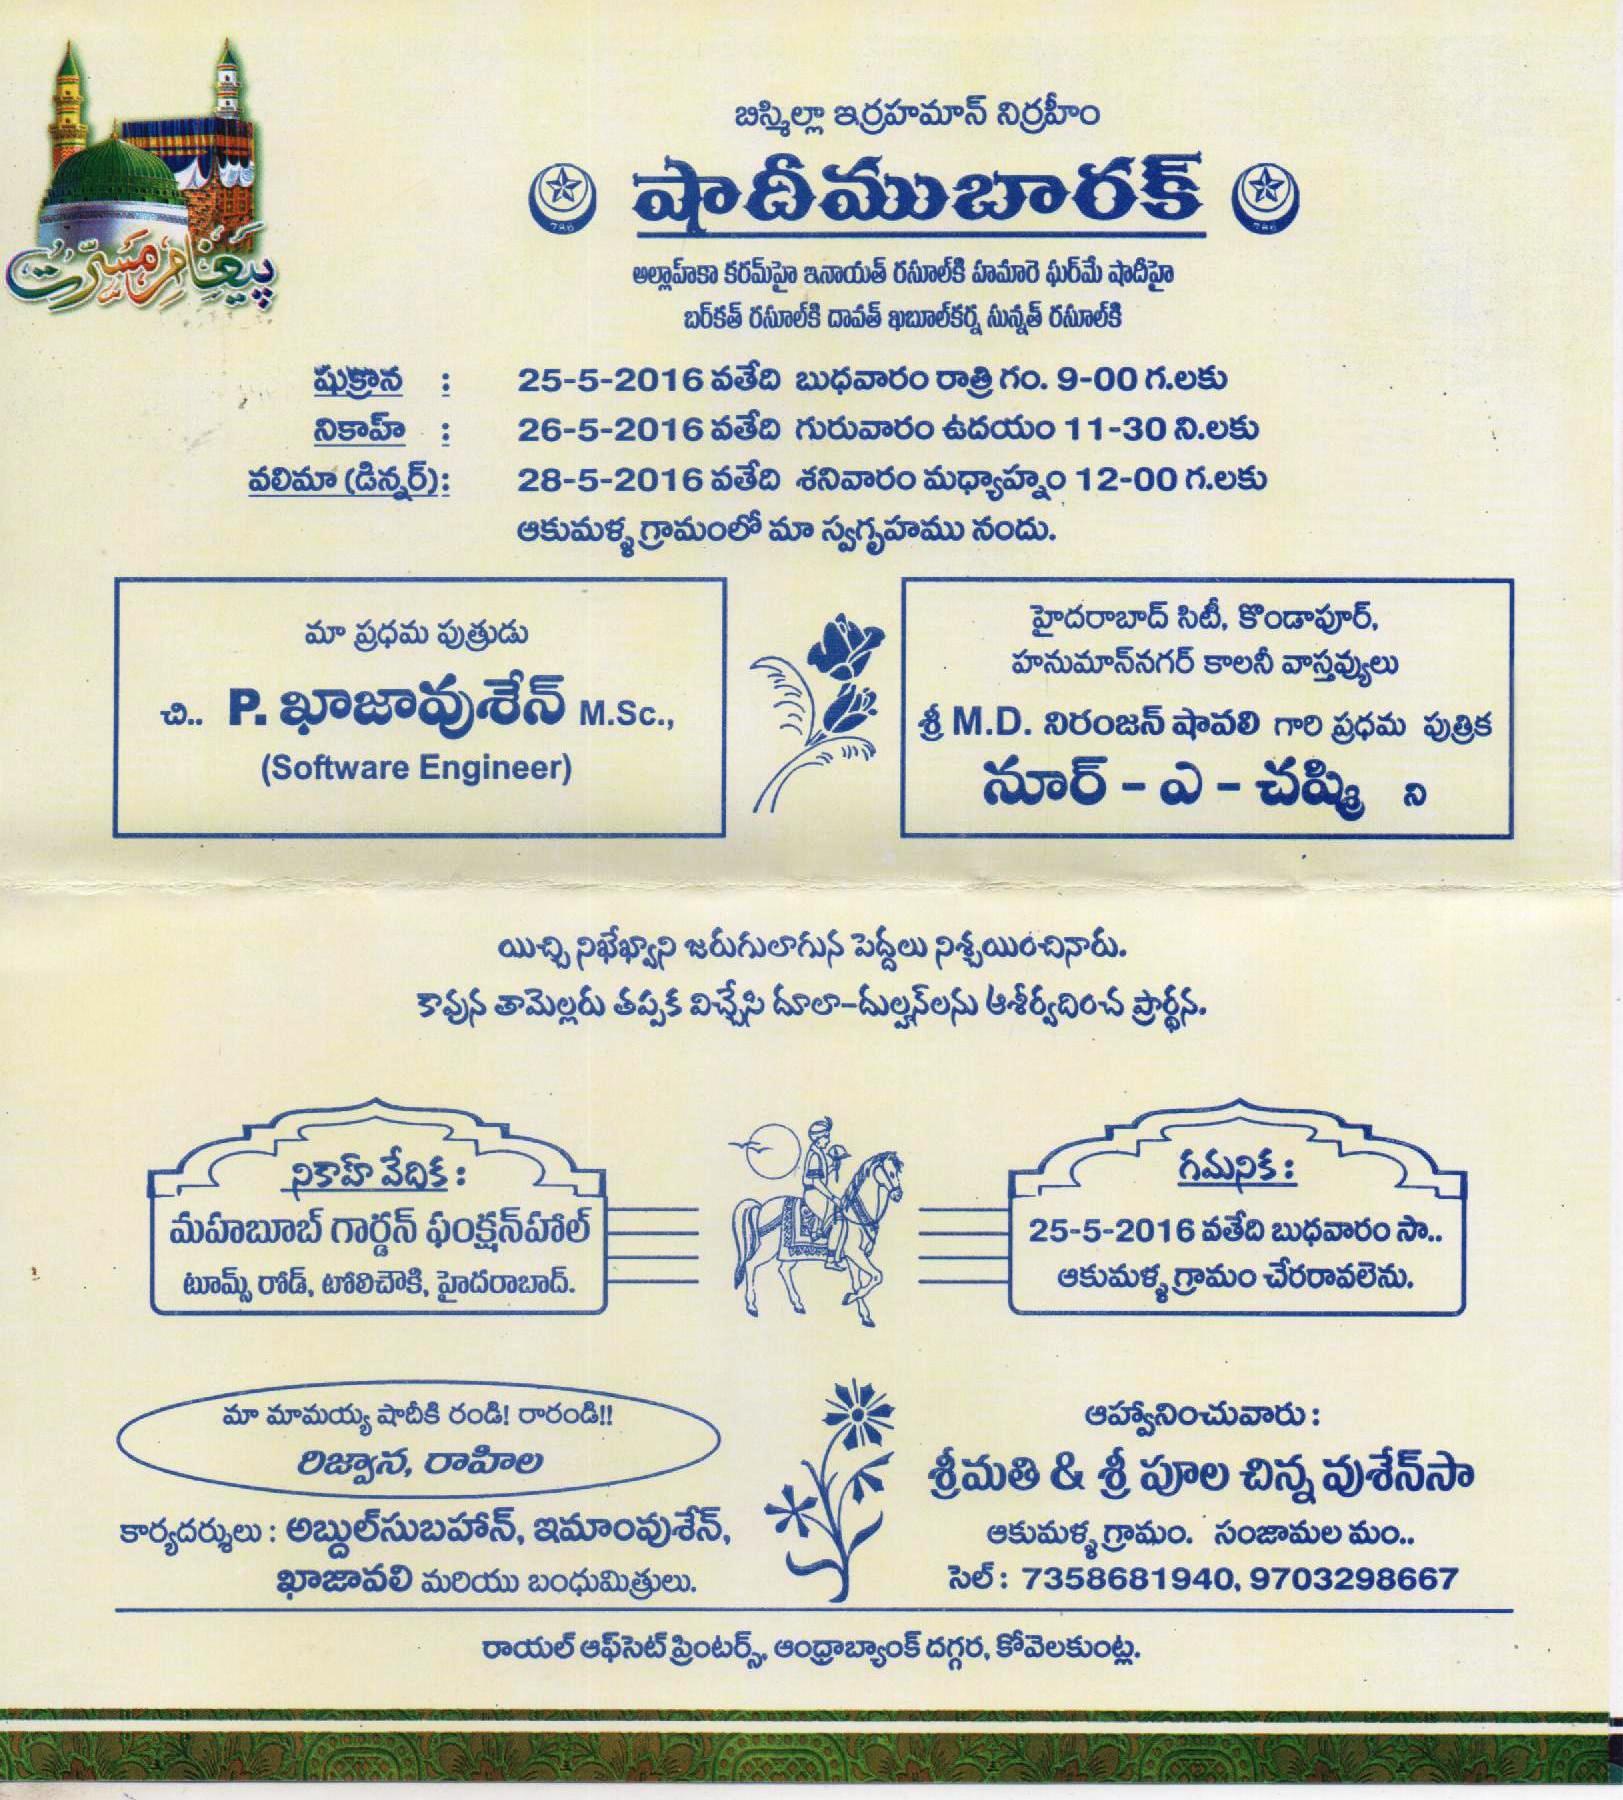 పیغام مسرت
బిస్మిల్లా ఇర్రహమాన్ నిర్రహీం
786 షాదీముబారక్ 786
అల్లాహ్‌కా కరమ్‌హై ఇనాయత్ రసూల్‌కి హమారె ఘర్‌మే షాదీహై
బర్‌కత్ రసూల్‌కి దావత్ ఖబూల్‌కర్న సున్నత్ రసూల్‌కి
షుక్రాన : 25-5-2016 వతేది బుధవారం రాత్రి గం. 9-00 గ.లకు
నికాహ్ : 26-5-2016 వతేది గురువారం ఉదయం 11-30 ని.లకు
వలిమా (డిన్నర్): 28-5-2016 వతేది శనివారం మధ్యాహ్నం 12-00 గ.లకు
ఆకుమళ్ళ గ్రామంలో మా స్వగృహము నందు.
మా ప్రధమ పుత్రుడు
చి.. P. ఖాజావుశేన్ M.Sc.,
(Software Engineer)
హైదరాబాద్ సిటీ, కొండాపూర్,
హనుమాన్‌నగర్ కాలనీ వాస్తవ్యులు
శ్రీ M.D. నిరంజన్ షావలి గారి ప్రధమ పుత్రిక
నూర్ - ఎ - చష్మి ని
యిచ్చి నిఖేఖ్వాని జరుగులాగున పెద్దలు నిశ్చయించినారు.
కావున తామెల్లరు తప్పక విచ్చేసి దూలా-దుల్హన్‌లను ఆశీర్వదించ ప్రార్థన.
నికాహ్ వేదిక :
మహబూబ్ గార్డన్ ఫంక్షన్‌హాల్
టూమ్స్ రోడ్, టోలిచౌకి, హైదరాబాద్.
గమనిక :
25-5-2016 వతేది బుధవారం సా..
ఆకుమళ్ళ గ్రామం చేరరావలెను.
మా మామయ్య షాదీకి రండి! రారండి!!
రిజ్వాన, రాహిల
కార్యదర్శులు : అబ్దుల్‌సుబహాన్, ఇమాంవుశేన్,
ఖాజావలి మరియు బంధుమిత్రులు.
ఆహ్వానించువారు :
శ్రీమతి & శ్రీ పూల చిన్న వుశేన్‌సా
ఆకుమళ్ళ గ్రామం. సంజామల మం..
సెల్ : 7358681940, 9703298667
రాయల్ ఆఫ్‌సెట్ ప్రింటర్స్, ఆంధ్రాబ్యాంక్ దగ్గర, కోవెలకుంట్ల.